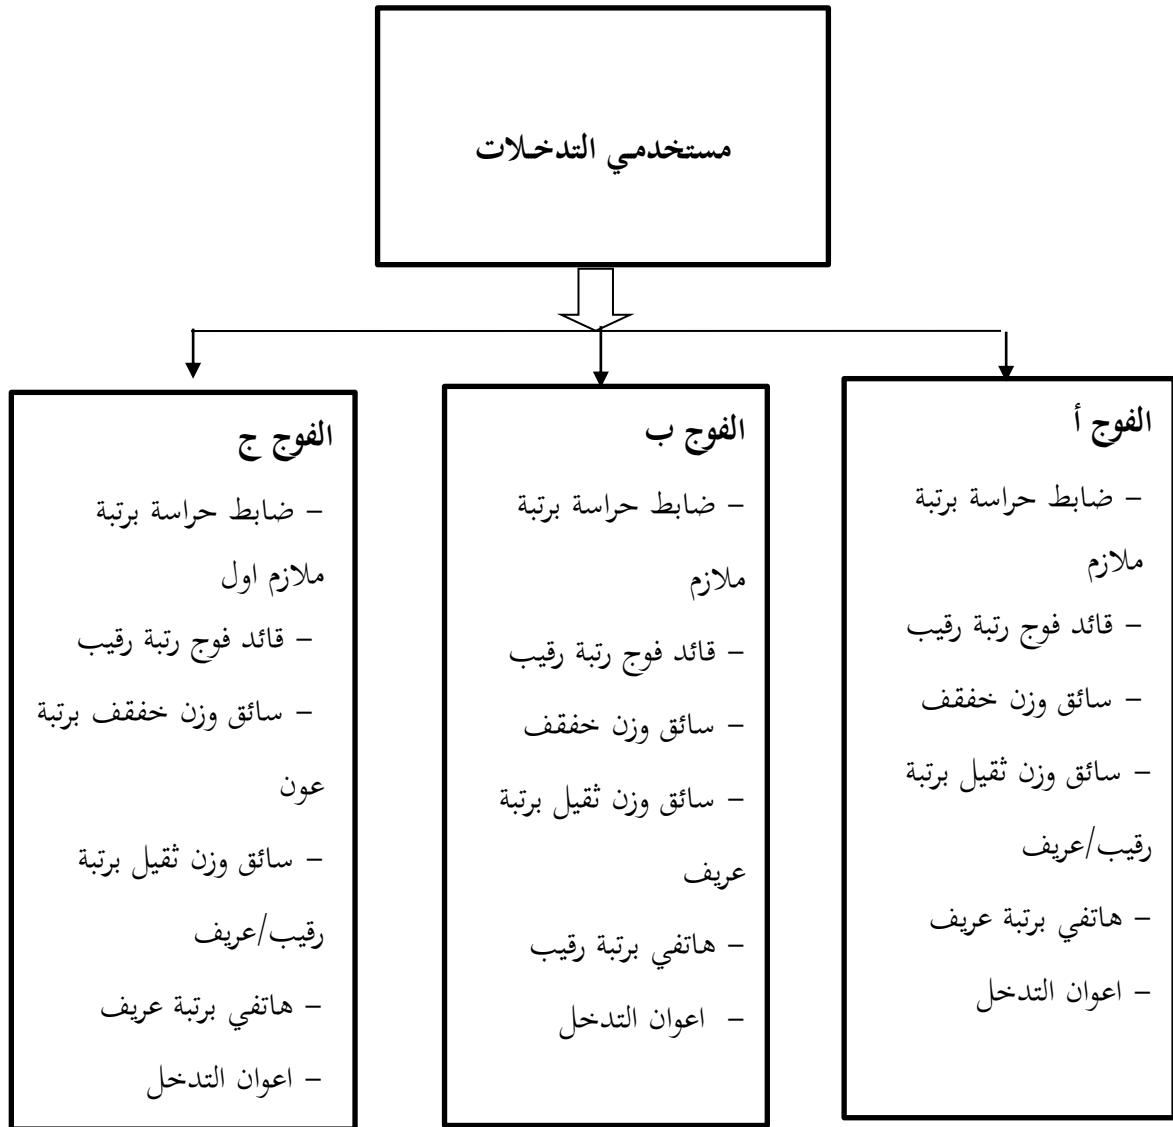 مستخدمي التدخلات
الفوج أ
- ضابط حراسة برتبة
ملازم
- قائد فوج رتبة رقيب
- سائق وزن خفقف
- سائق وزن ثقيل برتبة
رقيب/عريف
- هاتفي برتبة عريف
- اعوان التدخل
الفوج ب
- ضابط حراسة برتبة
ملازم
- قائد فوج رتبة رقيب
- سائق وزن خفقف
- سائق وزن ثقيل برتبة
عريف
- هاتفي برتبة رقيب
- اعوان التدخل
الفوج ج
- ضابط حراسة برتبة
ملازم اول
- قائد فوج رتبة رقيب
- سائق وزن خفقف برتبة
عون
- سائق وزن ثقيل برتبة
رقيب/عريف
- هاتفي برتبة عريف
- اعوان التدخل